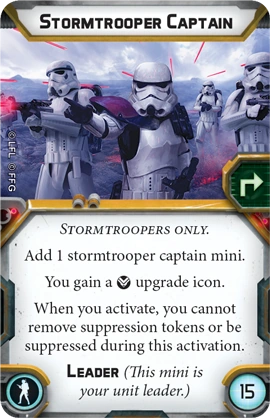 STORMTROOPER CAPTAIN
©LFL ©FFG
STORMTROOPERS ONLY.
Add 1 stormtrooper captain mini.
You gain a upgrade icon.
When you activate, you cannot
remove suppression tokens or be
suppressed during this activation.
LEADER (This mini is
your unit leader.)
15